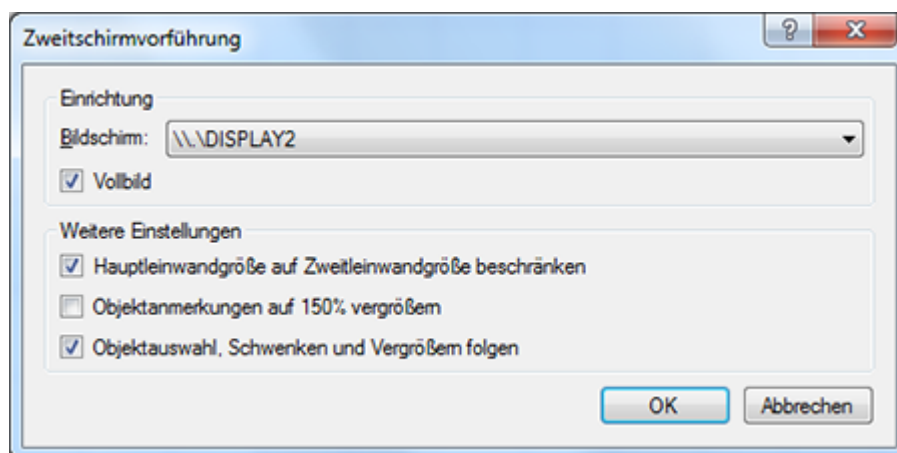 Zweitschirmvorführung
Einrichtung
Bildschirm: \\.\DISPLAY2
Vollbild
Weitere Einstellungen
Hauptleinwandgröße auf Zweitleinwandgröße beschränken
Objektanmerkungen auf 150% vergrößern
Objektauswahl, Schwenken und Vergrößern folgen
OK Abbrechen